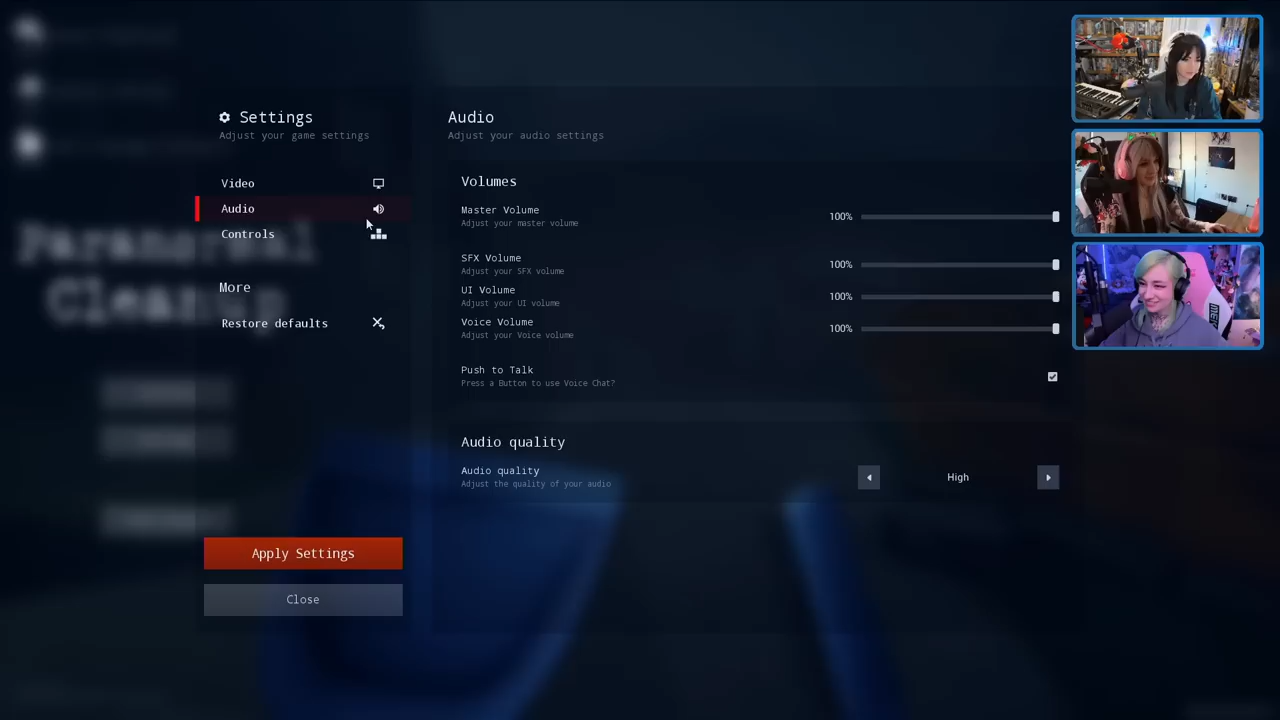 Settings
Adjust your game settings
Video
Audio
Controls
More
Restore defaults
Apply Settings
Close
Audio
Adjust your audio settings
Volumes
Master Volume
Adjust your master volume
100%
SFX Volume
Adjust your SFX volume
100%
UI Volume
Adjust your UI volume
100%
Voice Volume
Adjust your Voice volume
100%
Push to Talk
Press a Button to use Voice Chat?
Audio quality
Audio quality
Adjust the quality of your audio
High
Paranormal
Cleanup